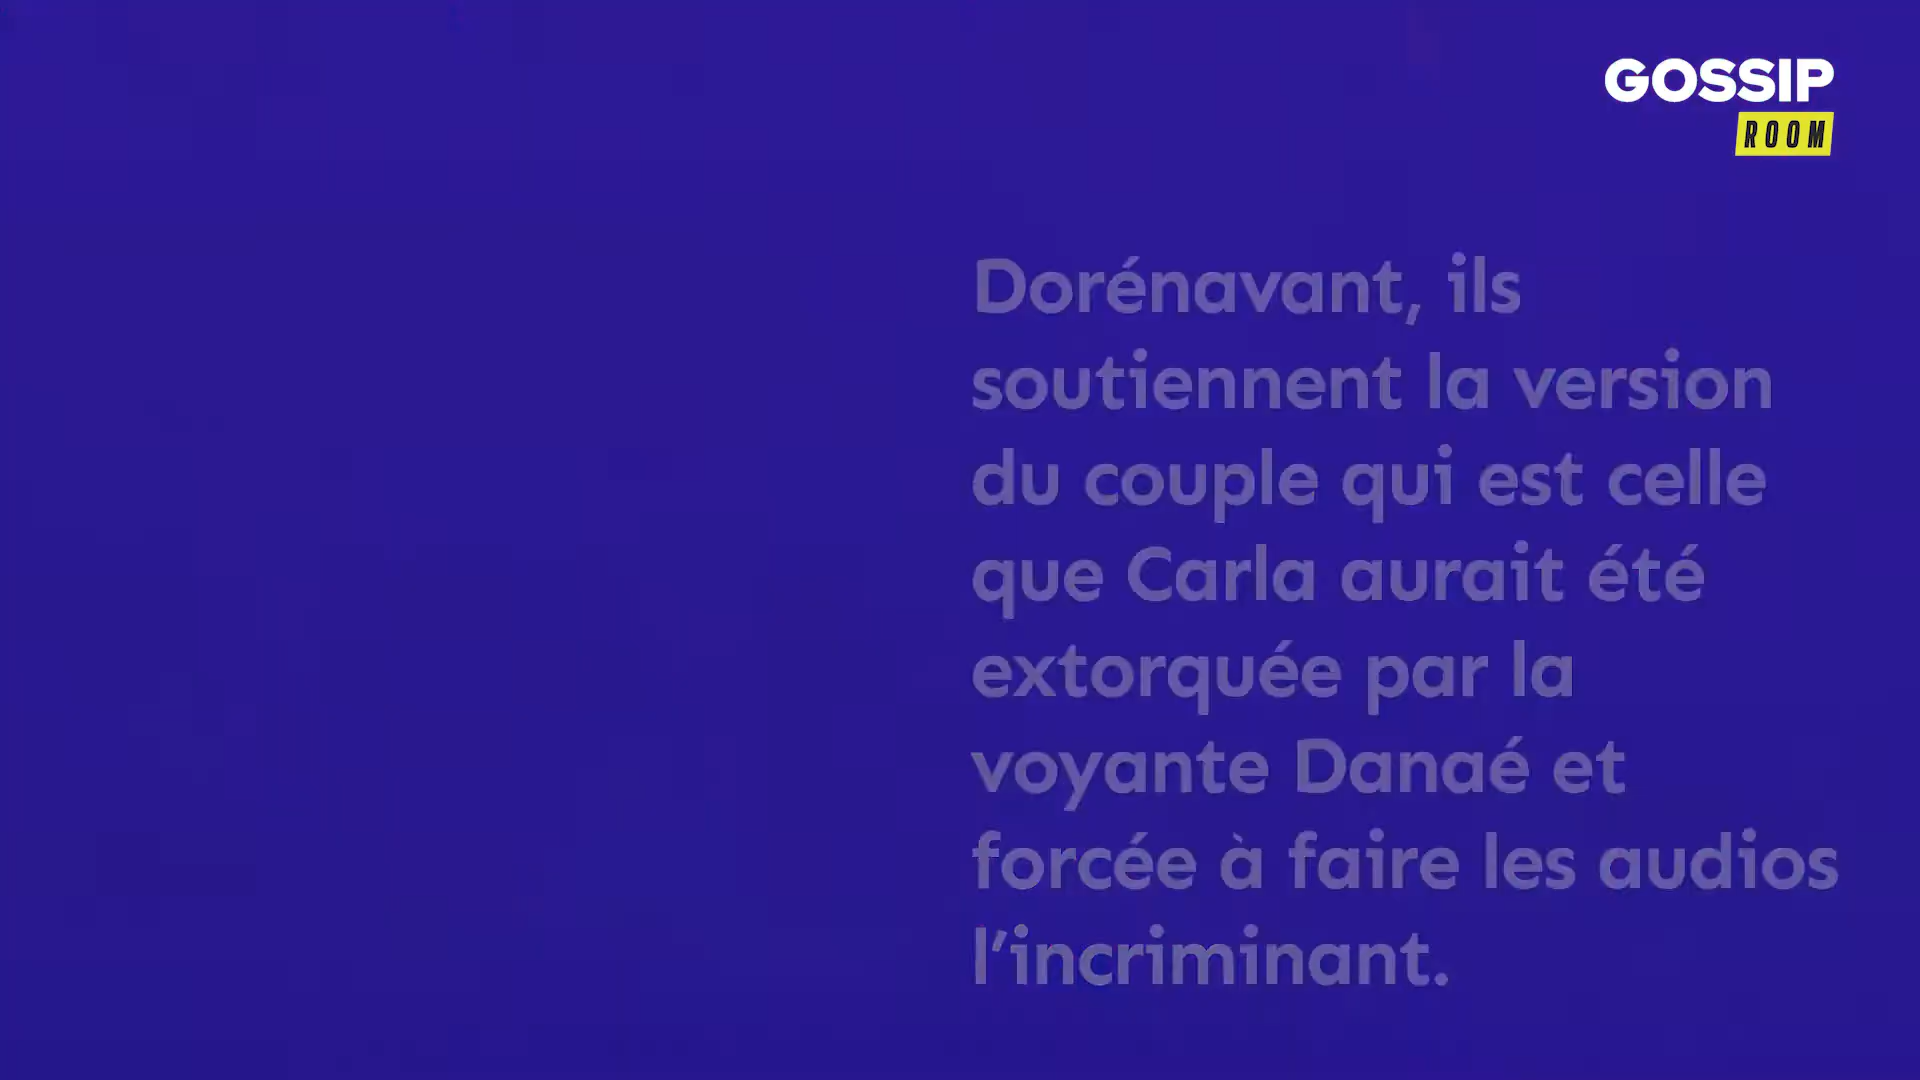 GOSSIP
ROOM
Dorénavant, ils
soutiennent la version
du couple qui est celle
que Carla aurait été
extorquée par la
voyante Danaé et
forcée à faire les audios
l’incriminant.